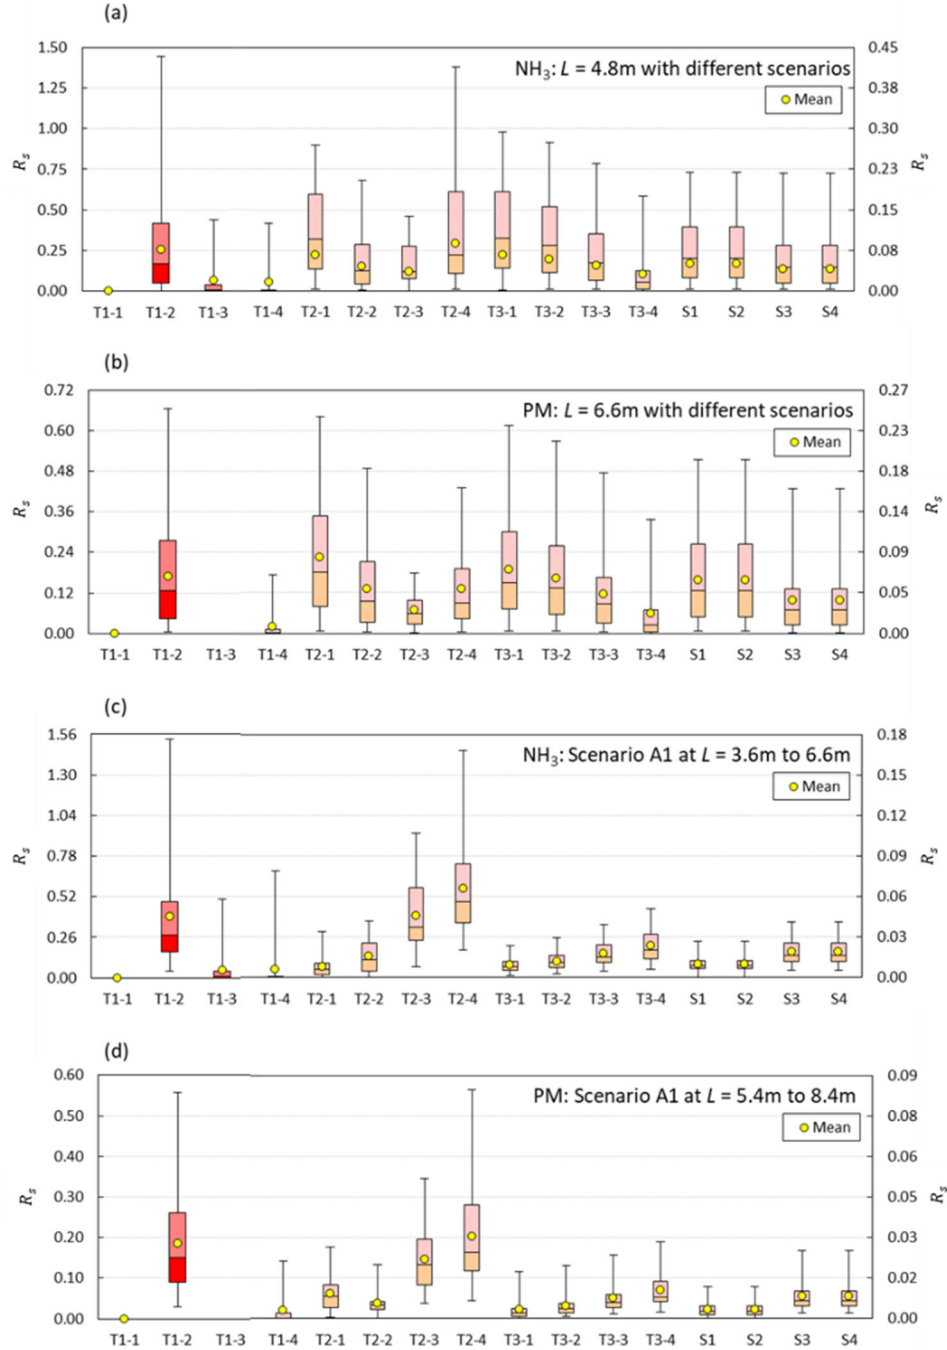 (a)
NH₃: L = 4.8m with different scenarios
Mean
1.50 0.45
1.25 0.38
1.00 0.30
0.75 0.23
Rs Rs
0.50 0.15
0.25 0.08
0.00 0.00
T1-1 T1-2 T1-3 T1-4 T2-1 T2-2 T2-3 T2-4 T3-1 T3-2 T3-3 T3-4 S1 S2 S3 S4
(b)
PM: L = 6.6m with different scenarios
Mean
0.72 0.27
0.60 0.23
0.48 0.18
0.36 0.14
Rs Rs
0.24 0.09
0.12 0.05
0.00 0.00
T1-1 T1-2 T1-3 T1-4 T2-1 T2-2 T2-3 T2-4 T3-1 T3-2 T3-3 T3-4 S1 S2 S3 S4
(c)
NH₃: Scenario A1 at L = 3.6m to 6.6m
Mean
1.56 0.18
1.30 0.15
1.04 0.12
0.78 0.09
Rs Rs
0.52 0.06
0.26 0.03
0.00 0.00
T1-1 T1-2 T1-3 T1-4 T2-1 T2-2 T2-3 T2-4 T3-1 T3-2 T3-3 T3-4 S1 S2 S3 S4
(d)
PM: Scenario A1 at L = 5.4m to 8.4m
Mean
0.60 0.09
0.50 0.08
0.40 0.06
0.30 0.05
Rs Rs
0.20 0.03
0.10 0.02
0.00 0.00
T1-1 T1-2 T1-3 T1-4 T2-1 T2-2 T2-3 T2-4 T3-1 T3-2 T3-3 T3-4 S1 S2 S3 S4